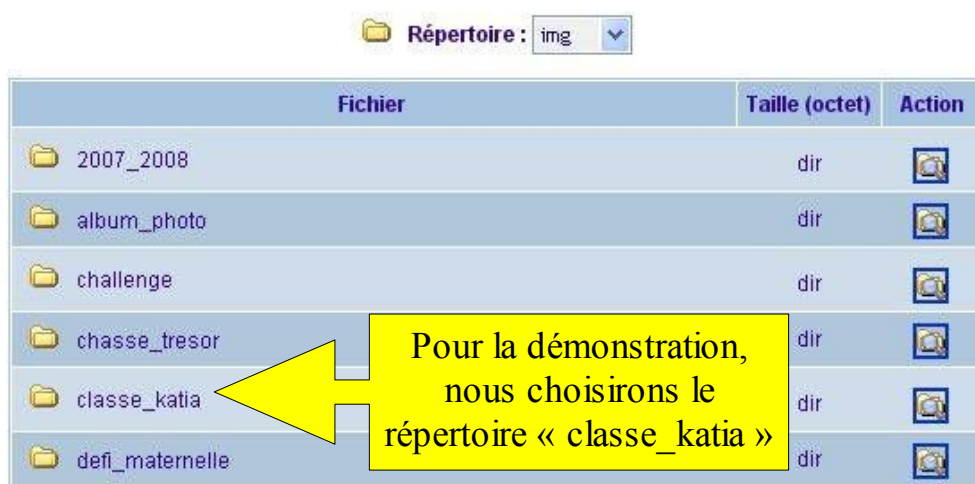 Répertoire : img
Fichier Taille (octet) Action
2007_2008 dir
album_photo dir
challenge dir
chasse_tresor dir
classe_katia dir
defi_maternelle dir
Pour la démonstration,
nous choisirons le
répertoire « classe_katia »